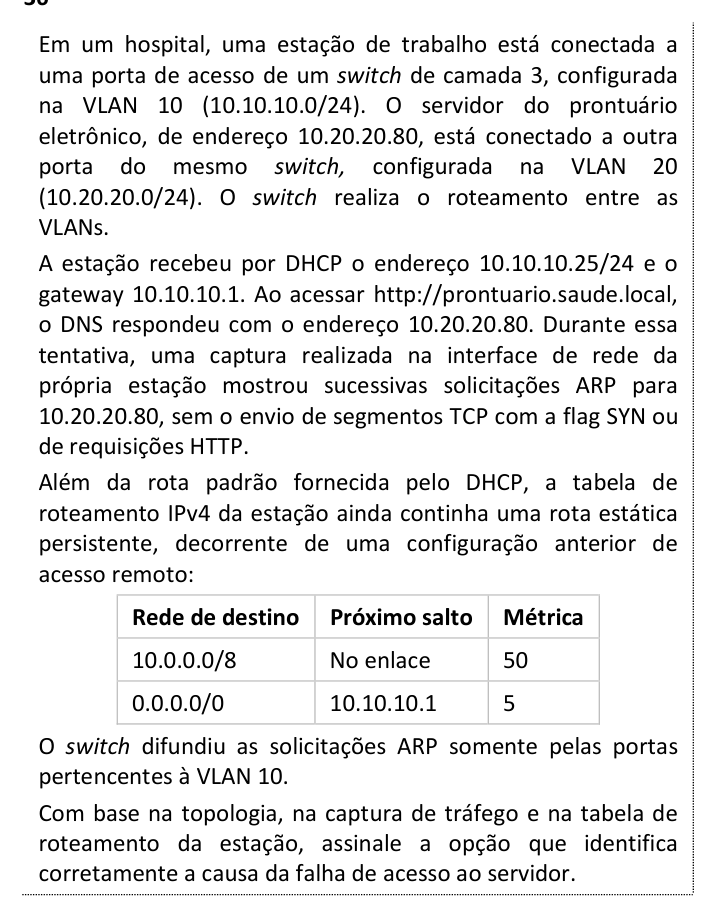 Em um hospital, uma estação de trabalho está conectada a
uma porta de acesso de um switch de camada 3, configurada
na VLAN 10 (10.10.10.0/24). O servidor do prontuário
eletrônico, de endereço 10.20.20.80, está conectado a outra
porta do mesmo switch, configurada na VLAN 20
(10.20.20.0/24). O switch realiza o roteamento entre as
VLANs.
A estação recebeu por DHCP o endereço 10.10.10.25/24 e o
gateway 10.10.10.1. Ao acessar http://prontuario.saude.local,
o DNS respondeu com o endereço 10.20.20.80. Durante essa
tentativa, uma captura realizada na interface de rede da
própria estação mostrou sucessivas solicitações ARP para
10.20.20.80, sem o envio de segmentos TCP com a flag SYN ou
de requisições HTTP.
Além da rota padrão fornecida pelo DHCP, a tabela de
roteamento IPv4 da estação ainda continha uma rota estática
persistente, decorrente de uma configuração anterior de
acesso remoto:
Rede de destino Próximo salto Métrica
10.0.0.0/8 No enlace 50
0.0.0.0/0 10.10.10.1 5
O switch difundiu as solicitações ARP somente pelas portas
pertencentes à VLAN 10.
Com base na topologia, na captura de tráfego e na tabela de
roteamento da estação, assinale a opção que identifica
corretamente a causa da falha de acesso ao servidor.